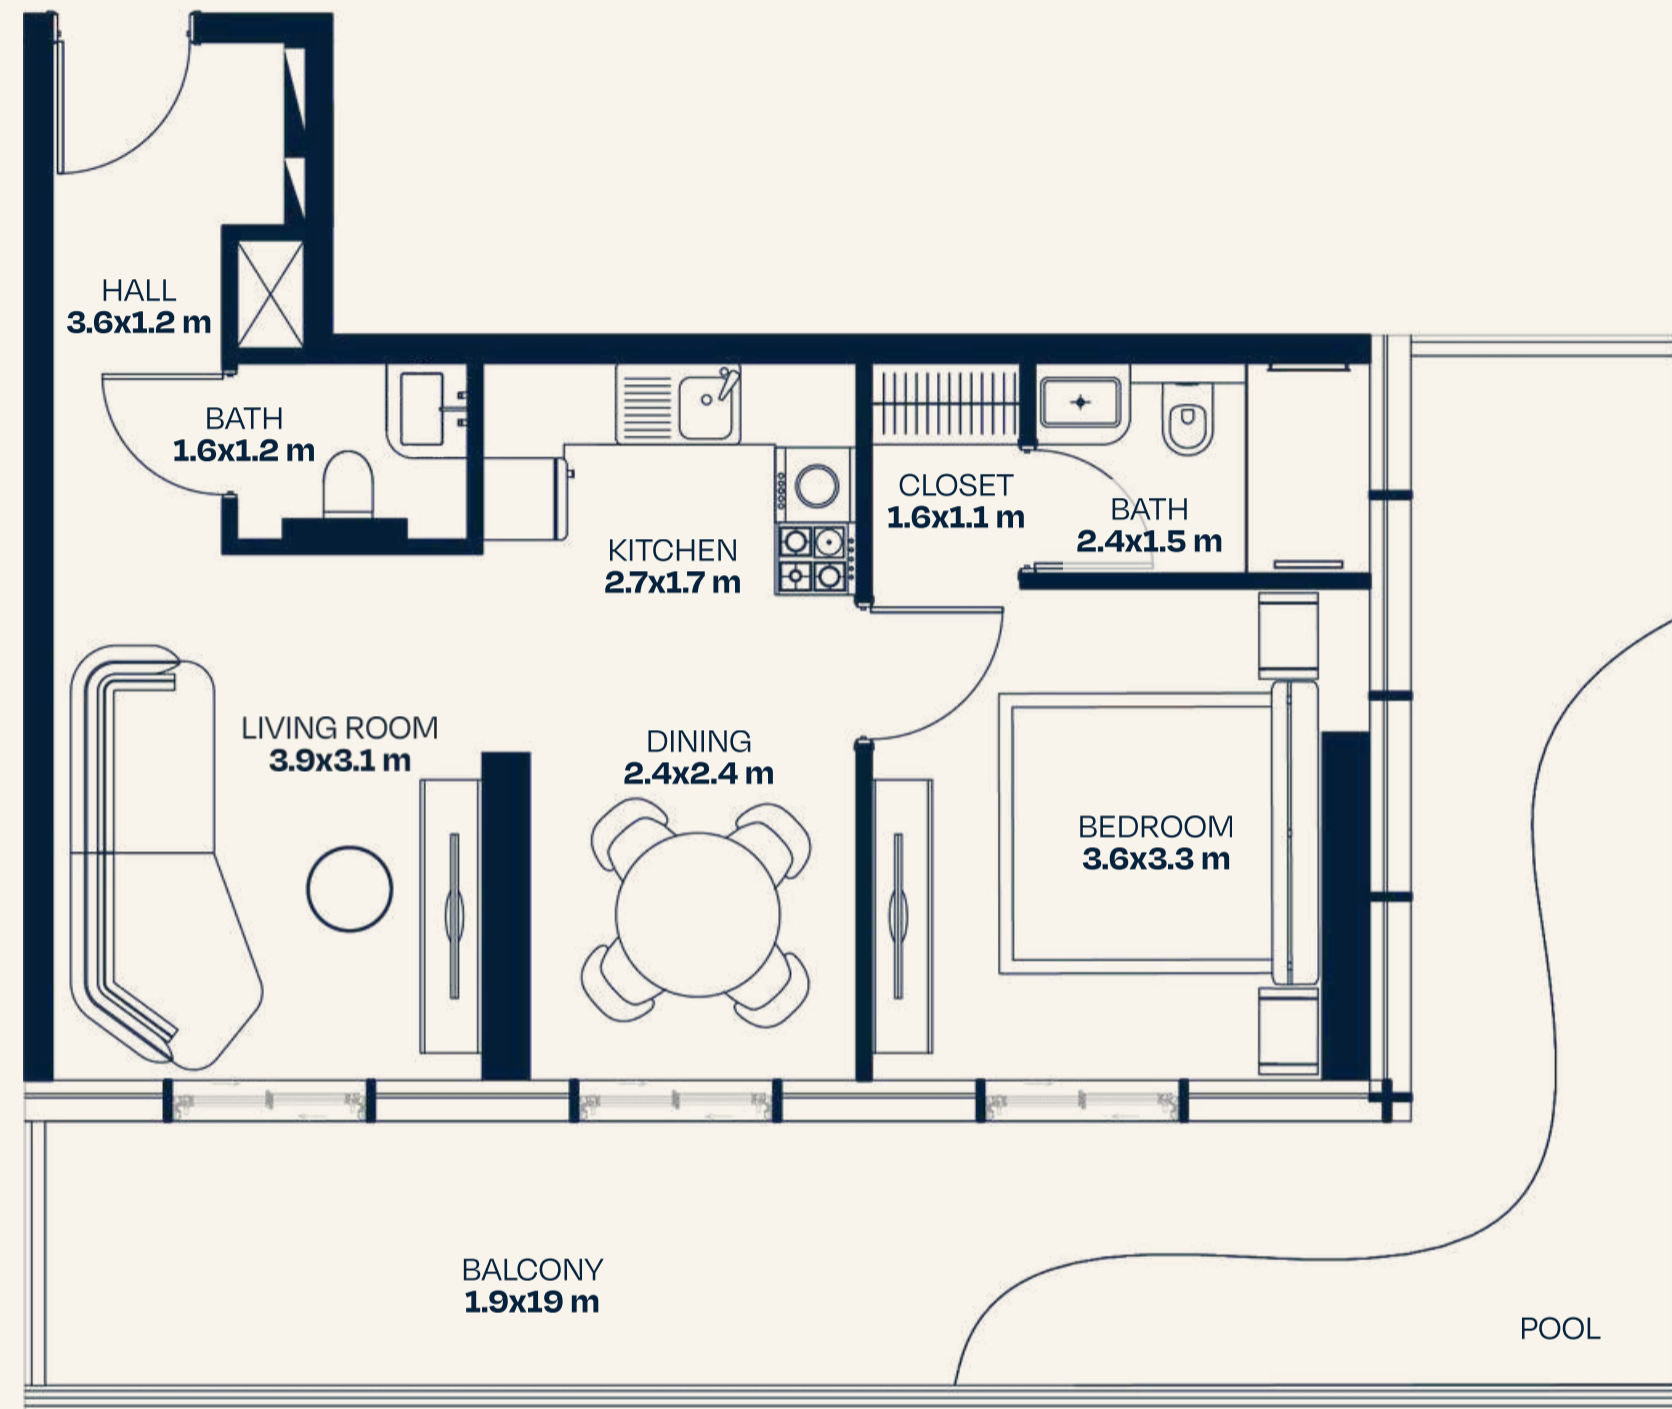 HALL
3.6x1.2 m
BATH
1.6x1.2 m
KITCHEN
2.7x1.7 m
CLOSET
1.6x1.1 m
BATH
2.4x1.5 m
LIVING ROOM
3.9x3.1 m
DINING
2.4x2.4 m
BEDROOM
3.6x3.3 m
BALCONY
1.9x19 m
POOL